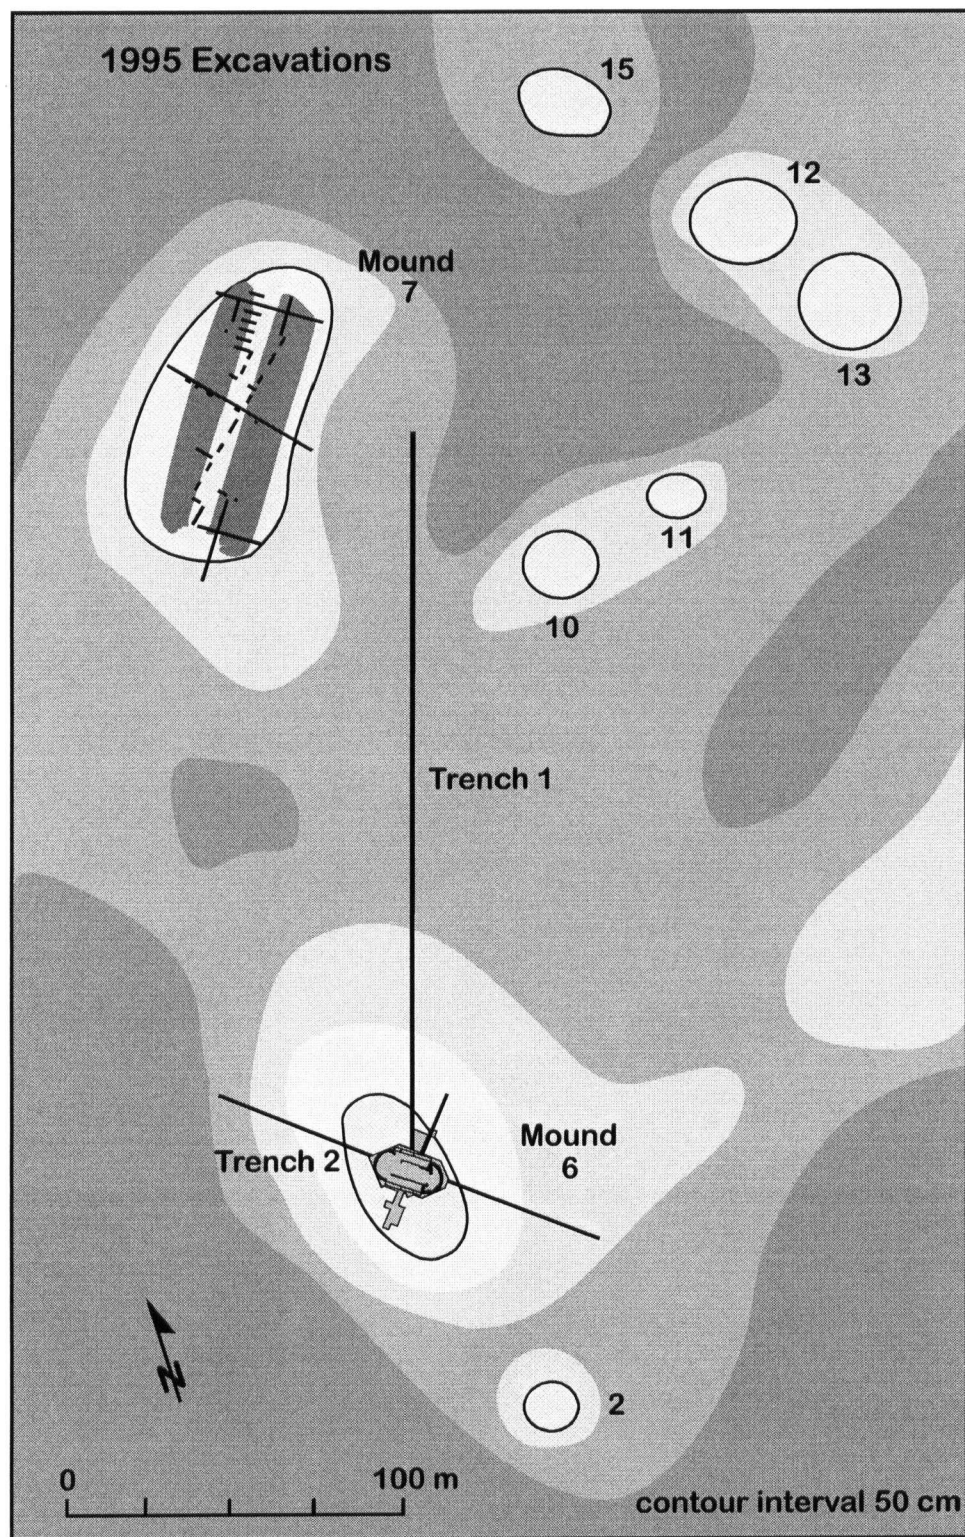 1995 Excavations
15
12
Mound
7
13
11
10
Trench 1
Mound
6
Trench 2
N
2
0
100 m
contour interval 50 cm